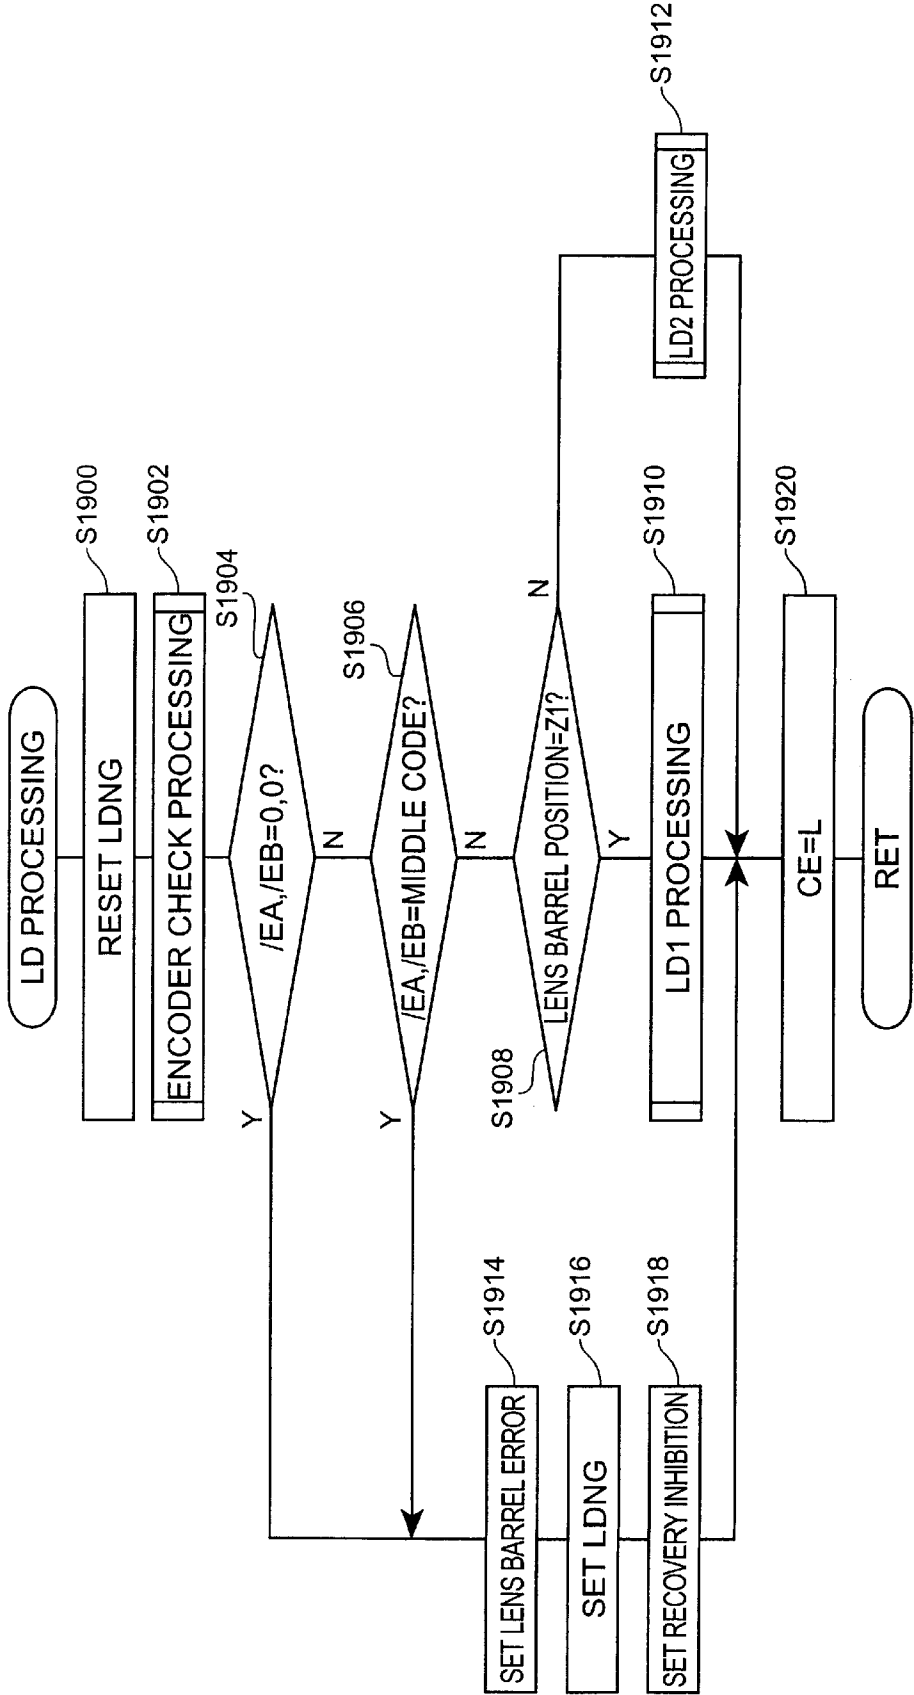 LD PROCESSING
RESET LDNG
S1900
ENCODER CHECK PROCESSING
S1902
/EA,/EB=0,0?
S1904
Y
N
/EA,/EB=MIDDLE CODE?
S1906
Y
N
LENS BARREL POSITION=Z1?
S1908
N
Y
LD1 PROCESSING
S1910
LD2 PROCESSING
S1912
SET LENS BARREL ERROR
S1914
SET LDNG
S1916
SET RECOVERY INHIBITION
S1918
CE=L
S1920
RET